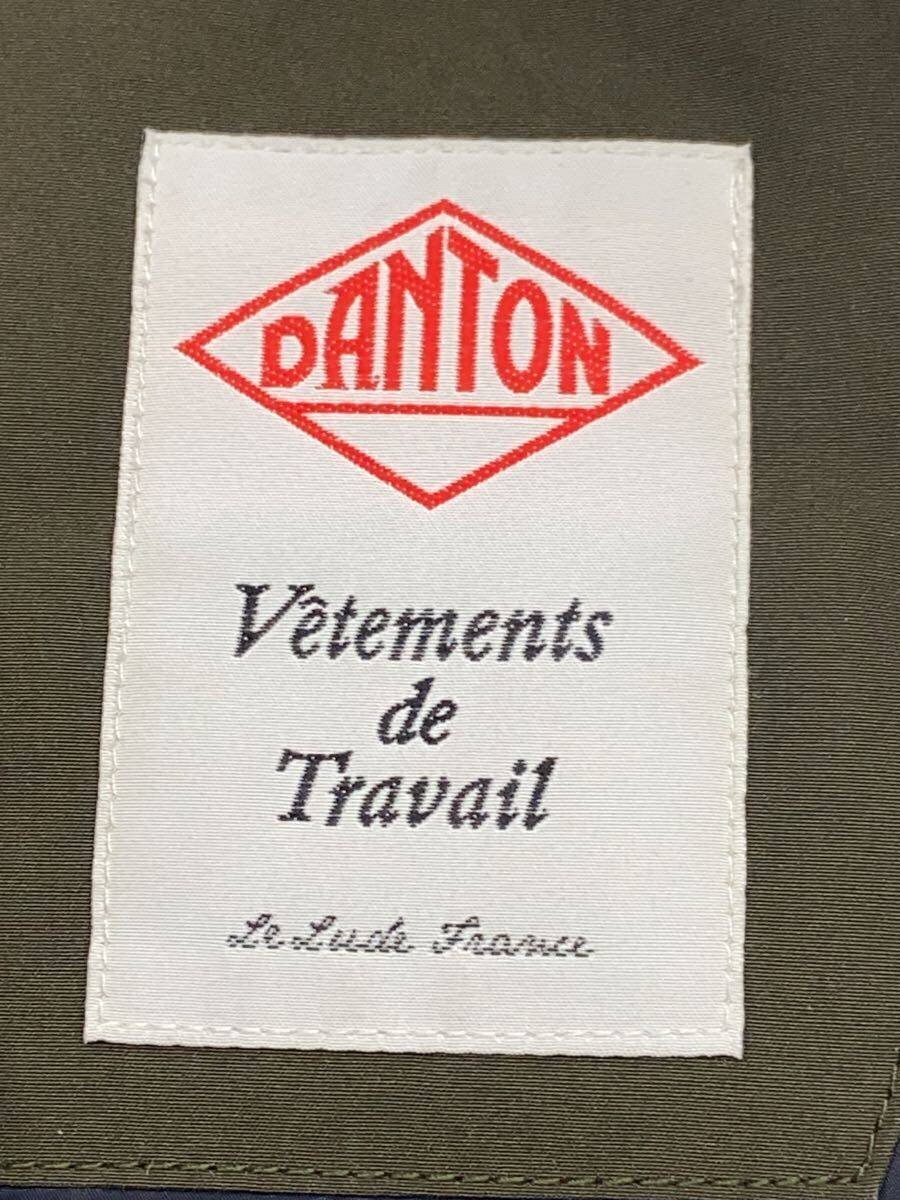 DANTON
Vêtements
de
Travail
Le Lude France